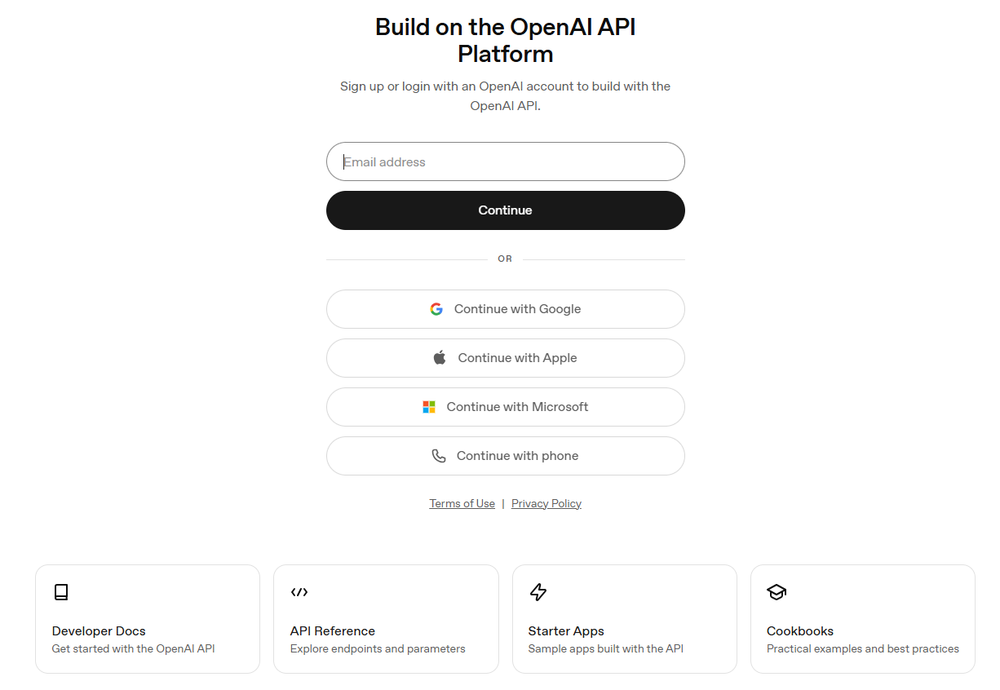 Build on the OpenAI API
Platform
Sign up or login with an OpenAI account to build with the
OpenAI API.
Email address
Continue
OR
Continue with Google
Continue with Apple
Continue with Microsoft
Continue with phone
Terms of Use | Privacy Policy
Developer Docs
Get started with the OpenAI API
API Reference
Explore endpoints and parameters
Starter Apps
Sample apps built with the API
Cookbooks
Practical examples and best practices